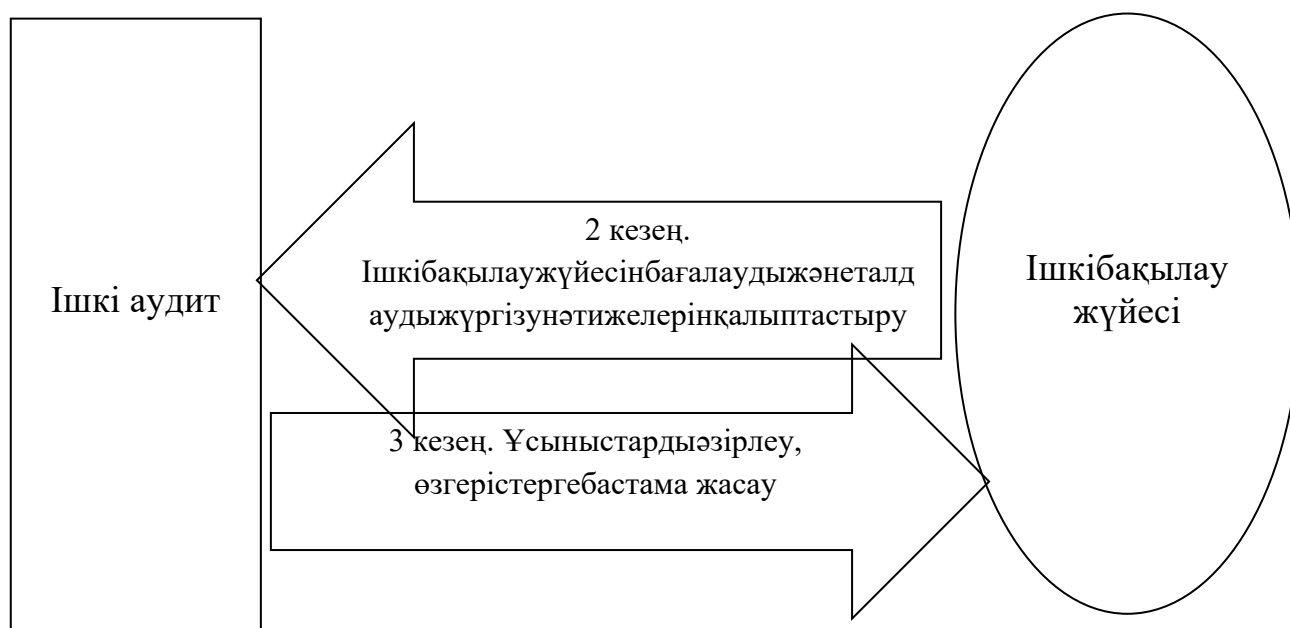 Ішкі аудит
2 кезең.
Ішкібақылаужүйесінбағалаудыжәнеталд
аудыжүргізунәтижелерінқалыптастыру
3 кезең. Ұсыныстардыәзірлеу,
өзгерістергебастама жасау
Ішкібақылау
жүйесі